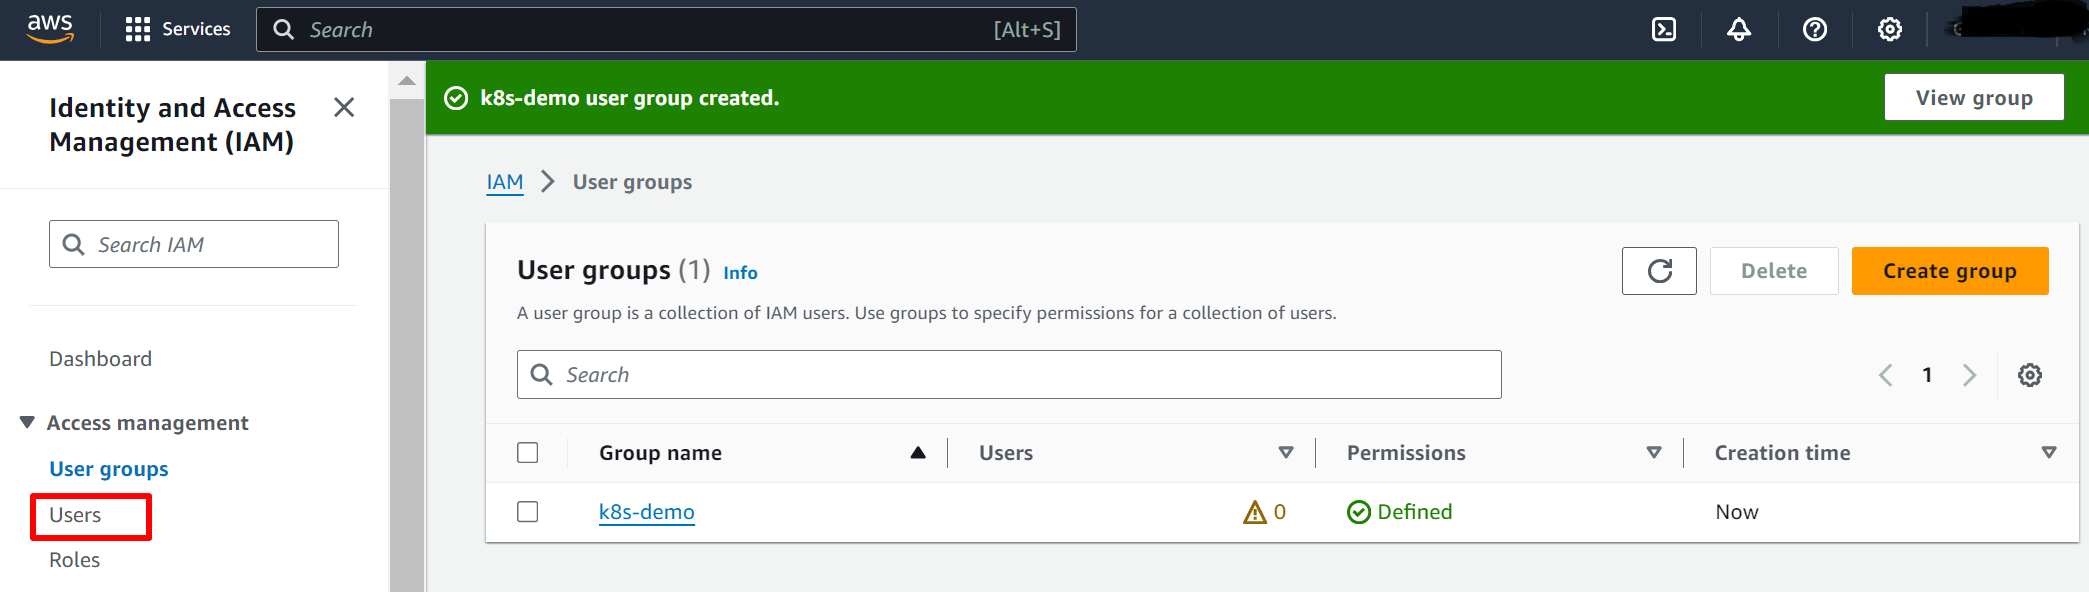 aws
Services
Search
[Alt+S]
Identity and Access
Management (IAM)
Search IAM
Dashboard
Access management
User groups
Users
Roles
k8s-demo user group created.
View group
IAM
User groups
User groups (1) Info
Delete
Create group
A user group is a collection of IAM users. Use groups to specify permissions for a collection of users.
Search
1
Group name
Users
Permissions
Creation time
k8s-demo
0
Defined
Now